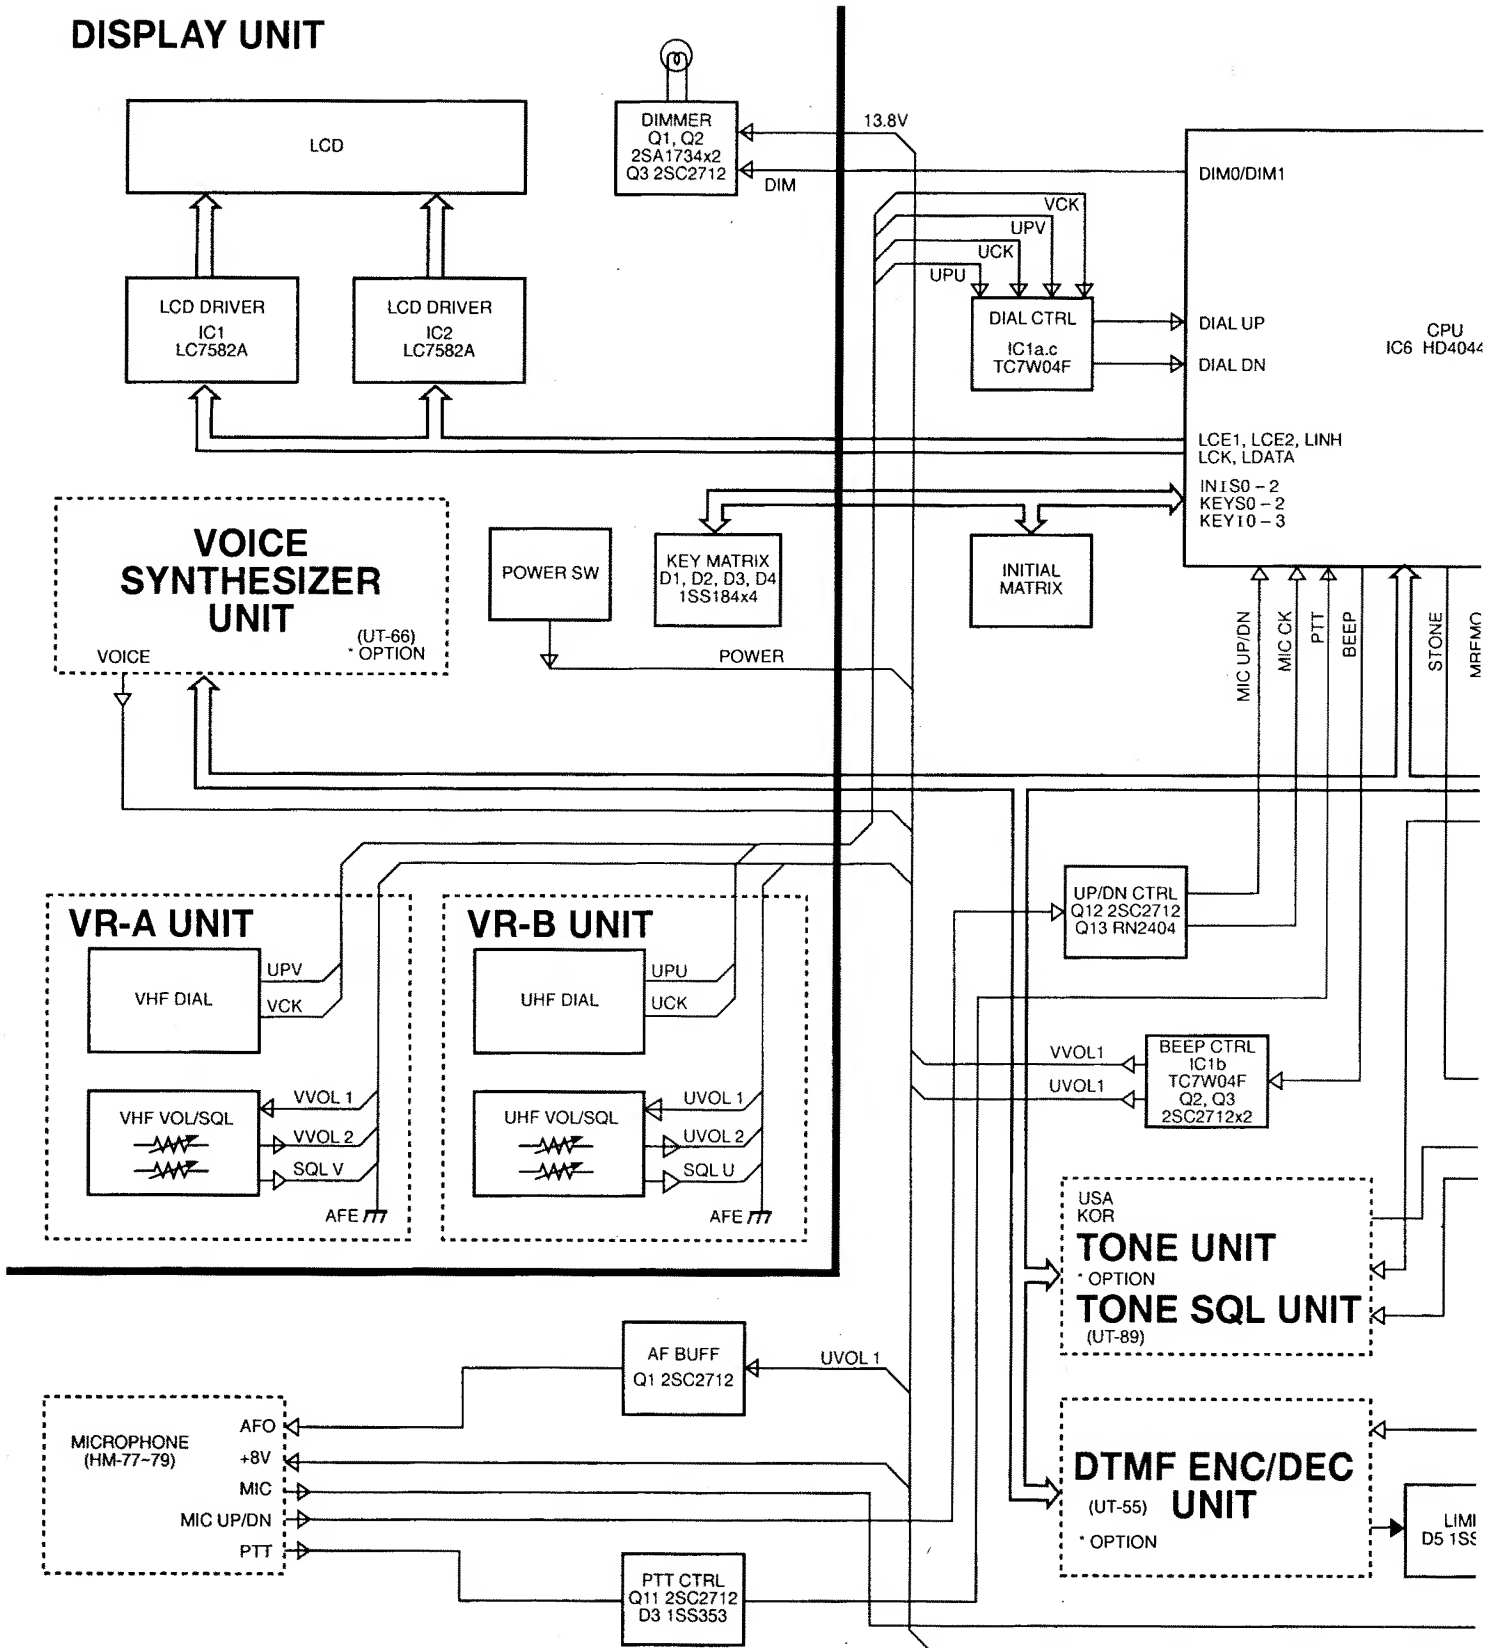 DISPLAY UNIT
LCD
DIMMER
Q1, Q2
2SA1734x2
Q3 2SC2712
13.8V
DIM
DIM0/DIM1
VCK
UPV
UCK
UPU
LCD DRIVER
IC1
LC7582A
LCD DRIVER
IC2
LC7582A
DIAL CTRL
IC1a.c
TC7W04F
DIAL UP
DIAL DN
CPU
IC6 HD4044
LCE1, LCE2, LINH
LCK, LDATA
INIS0-2
KEYS0-2
KEYI0-3
VOICE
SYNTHESIZER
UNIT
(UT-66)
* OPTION
VOICE
POWER SW
KEY MATRIX
D1, D2, D3, D4
1SS184x4
INITIAL
MATRIX
POWER
MIC UP/DN
MIC CK
PTT
BEEP
STONE
UP/DN CTRL
Q12 2SC2712
Q13 RN2404
VR-A UNIT
VHF DIAL
UPV
VCK
VHF VOL/SQL
VVOL 1
VVOL 2
SQL V
AFE
VR-B UNIT
UHF DIAL
UPU
UCK
UHF VOL/SQL
UVOL 1
UVOL 2
SQL U
AFE
VVOL1
UVOL1
BEEP CTRL
IC1b
TC7W04F
Q2, Q3
2SC2712x2
USA
KOR
TONE UNIT
* OPTION
TONE SQL UNIT
(UT-89)
AF BUFF
Q1 2SC2712
UVOL 1
MICROPHONE
(HM-77~79)
AFO
+8V
MIC
MIC UP/DN
PTT
PTT CTRL
Q11 2SC2712
D3 1SS353
DTMF ENC/DEC
UNIT
(UT-55)
* OPTION
LIMI
D5 1SS